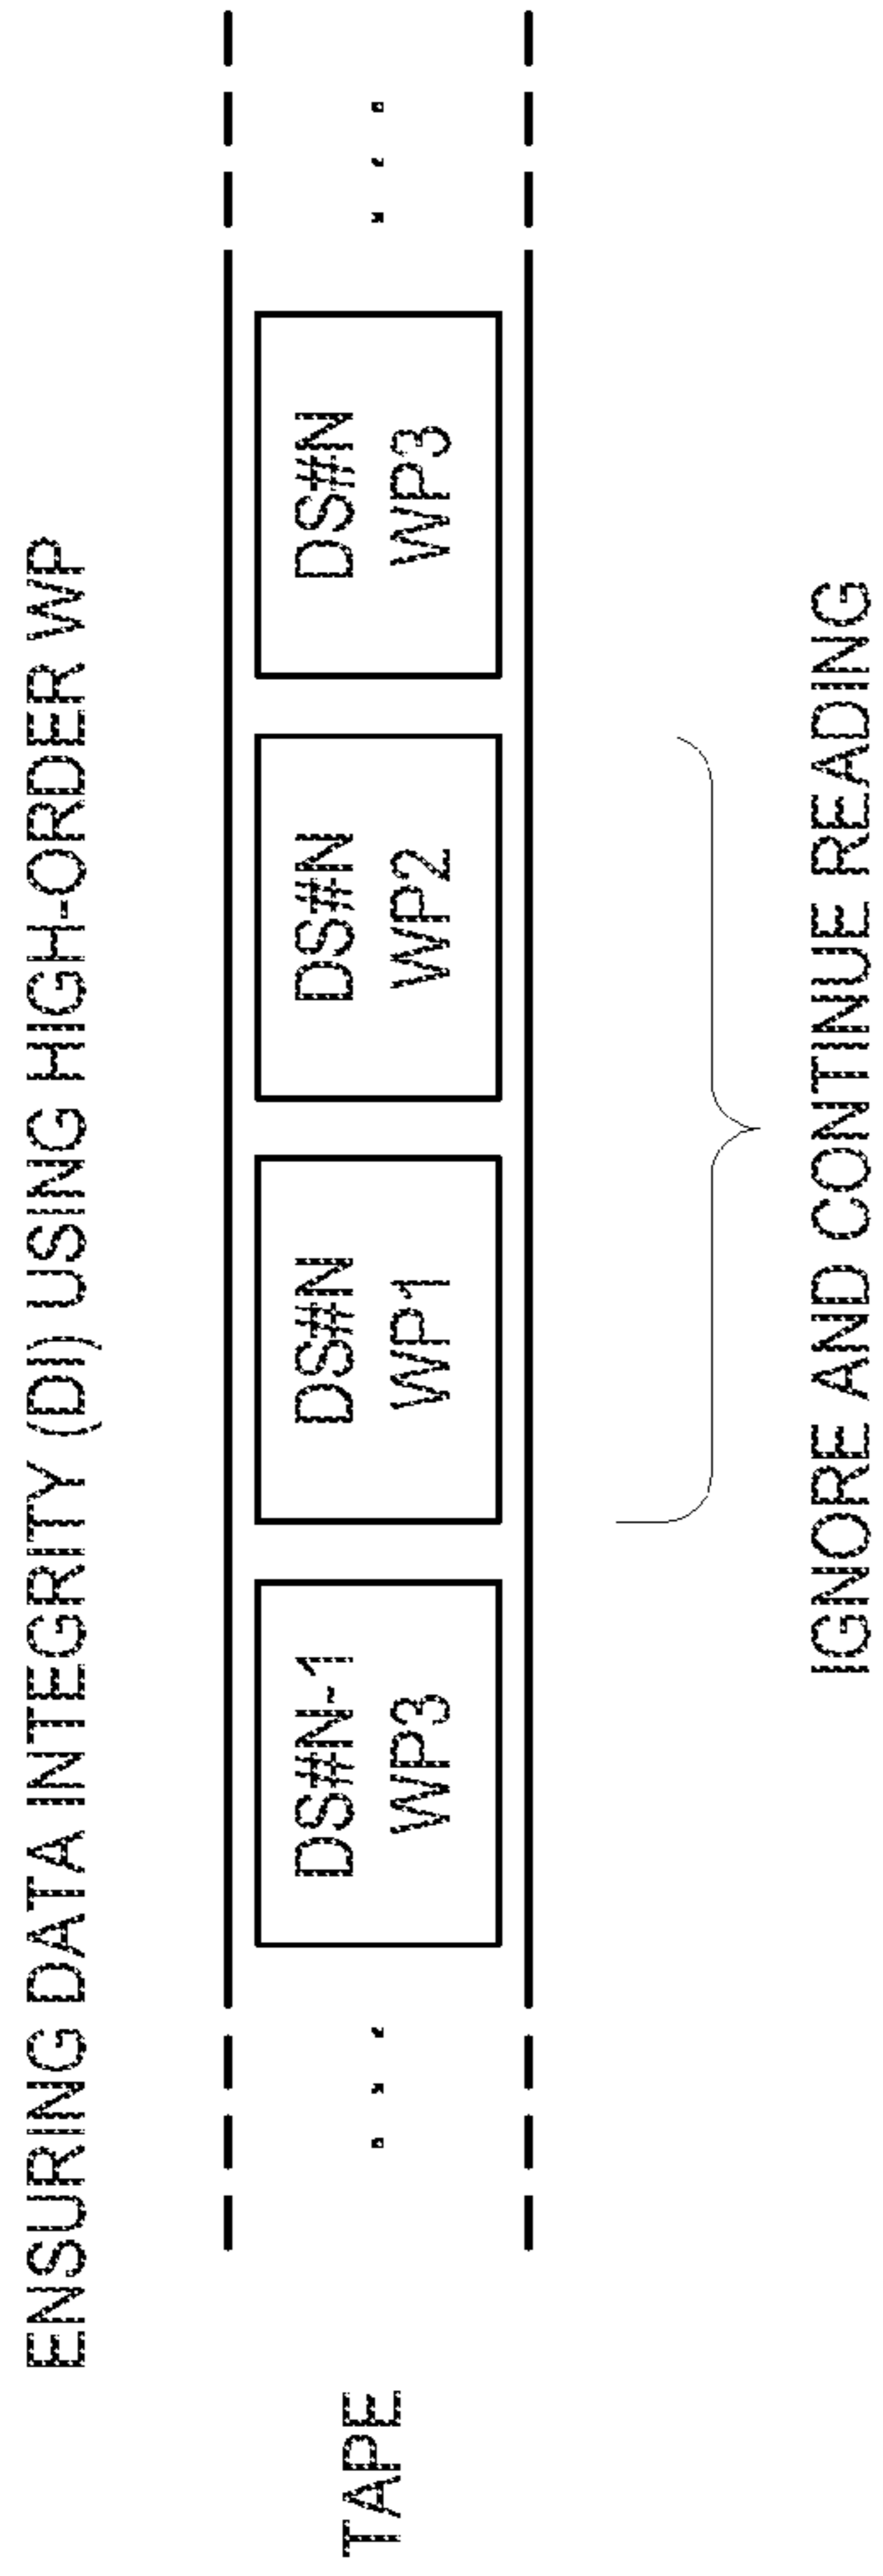 ENSURING DATA INTEGRITY (DI) USING HIGH-ORDER WP
TAPE
DS#N-1
WP3
DS#N
WP1
DS#N
WP2
DS#N
WP3
IGNORE AND CONTINUE READING